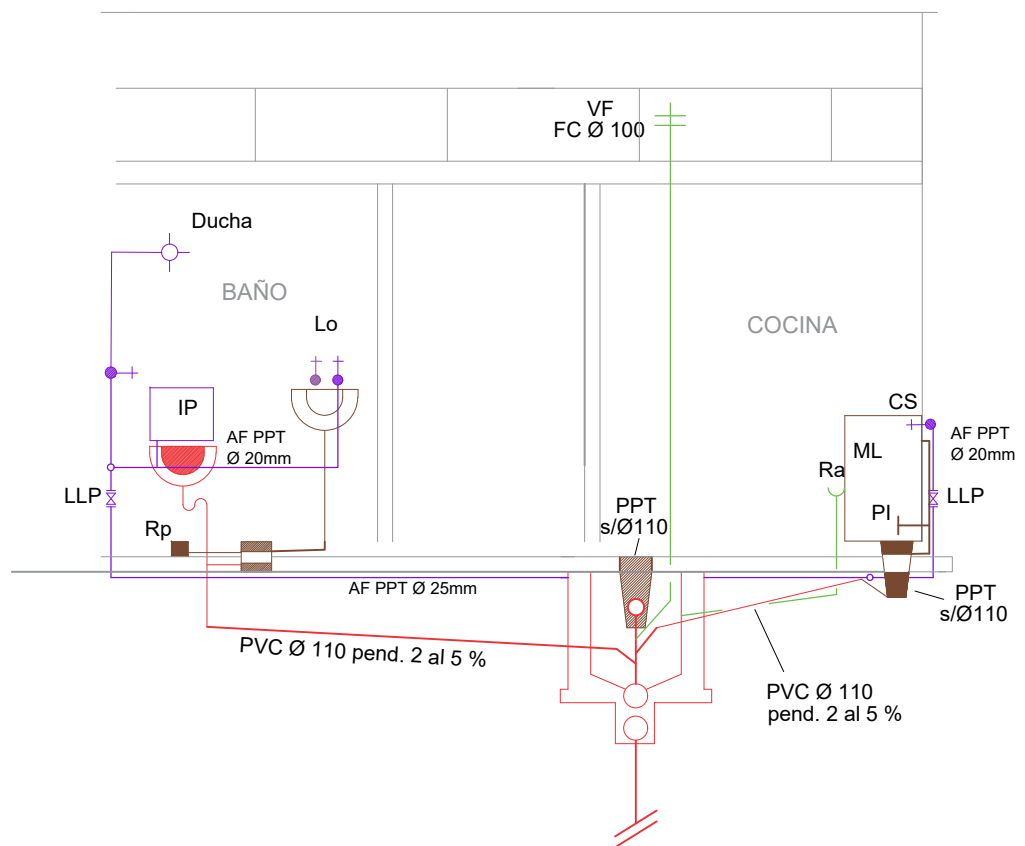 VF
FC Ø 100
Ducha
BAÑO
Lo
COCINA
IP
CS
AF PPT
Ø 20mm
AF PPT
Ø 20mm
ML
Ra
LLP
LLP
PI
Rp
PPT
s/Ø110
AF PPT Ø 25mm
PPT
s/Ø110
PVC Ø 110 pend. 2 al 5 %
PVC Ø 110
pend. 2 al 5 %